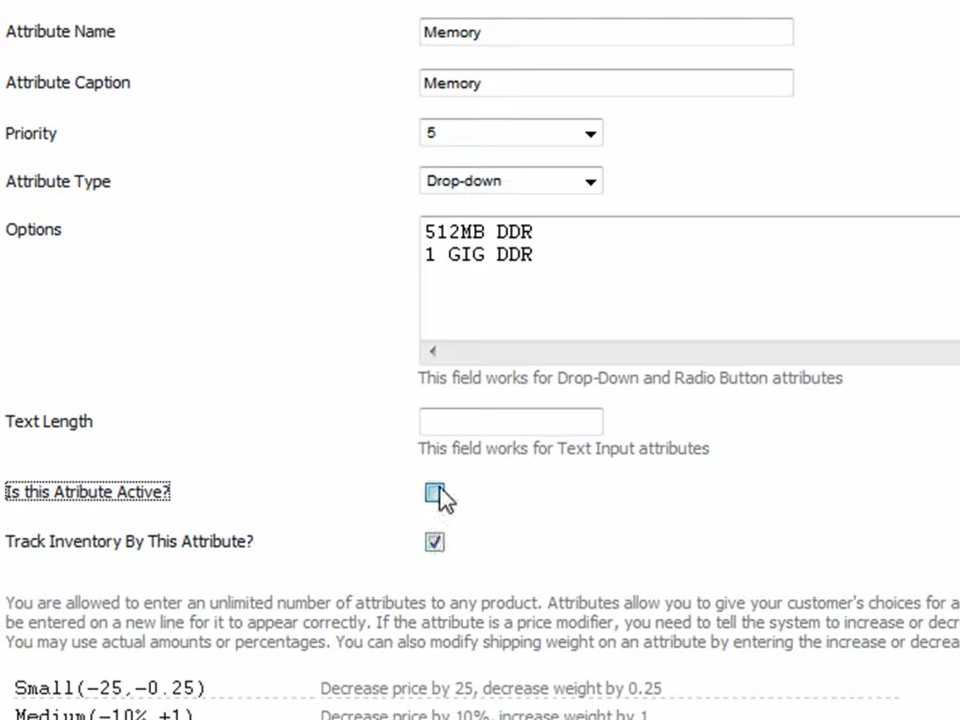 Attribute Name Memory
Attribute Caption Memory
Priority 5
Attribute Type Drop-down
Options 512MB DDR
1 GIG DDR
This field works for Drop-Down and Radio Button attributes
Text Length
This field works for Text Input attributes
Is this Atribute Active?
Track Inventory By This Attribute?
You are allowed to enter an unlimited number of attributes to any product. Attributes allow you to give your customer's choices for a
be entered on a new line for it to appear correctly. If the attribute is a price modifier, you need to tell the system to increase or decr
You may use actual amounts or percentages. You can also modify shipping weight on an attribute by entering the increase or decrea
Small(-25,-0.25) Decrease price by 25, decrease weight by 0.25
Medium(-10%,+1) Decrease price by 10%, increase weight by 1